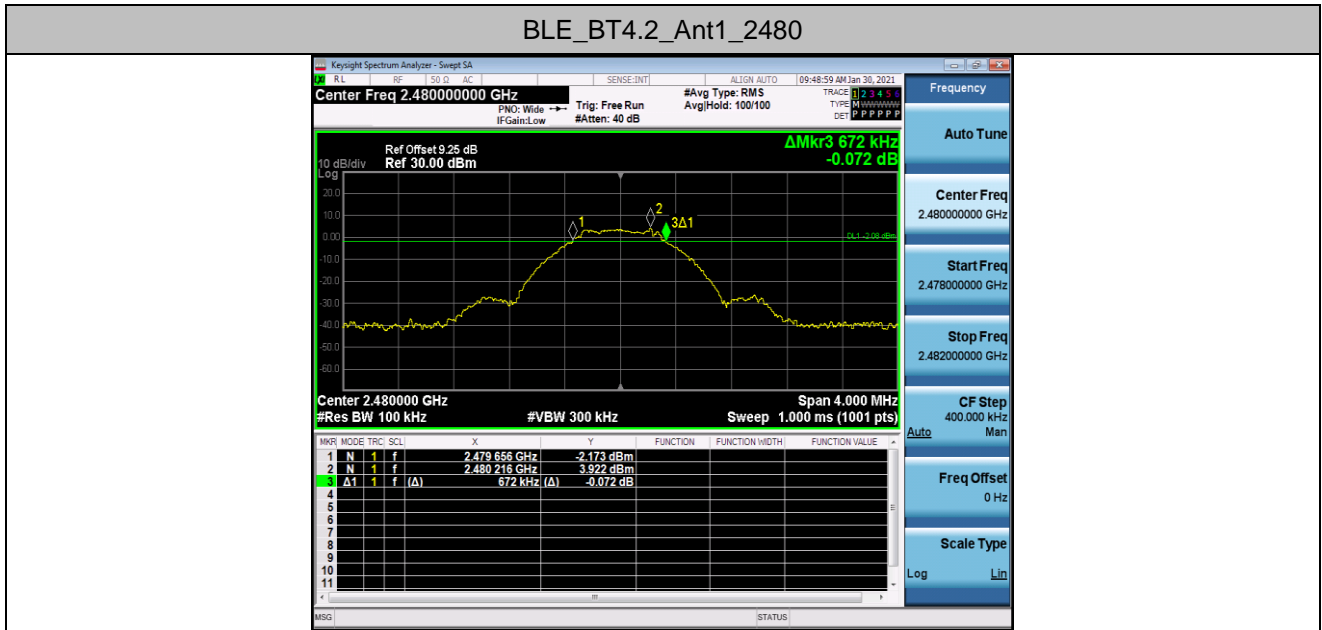 BLE_BT4.2_Ant1_2480
Keysight Spectrum Analyzer - Swept SA
RL RF 50 Ω AC SENSE:INT ALIGN AUTO 09:48:59 AM Jan 30, 2021
Center Freq 2.480000000 GHz #Avg Type: RMS TRACE 1 2 3 4 5 6
PNO: Wide Trig: Free Run Avg|Hold: 100/100 TYPE M W W W W W
IFGain:Low #Atten: 40 dB DET P P P P P P
Frequency
Auto Tune
ΔMkr3 672 kHz
-0.072 dB
Ref Offset 9.25 dB
10 dB/div Ref 30.00 dBm
Log
20.0
10.0
0.00
-10.0
-20.0
-30.0
-40.0
-50.0
-60.0
1
2
3Δ1
DL1 -2.08 dBm
Center 2.480000 GHz Span 4.000 MHz
#Res BW 100 kHz #VBW 300 kHz Sweep 1.000 ms (1001 pts)
MKR MODE TRC SCL X Y FUNCTION FUNCTION WIDTH FUNCTION VALUE
1 N 1 f 2.479 656 GHz -2.173 dBm
2 N 1 f 2.480 216 GHz 3.922 dBm
3 Δ1 1 f (Δ) 672 kHz (Δ) -0.072 dB
4
5
6
7
8
9
10
11
Center Freq
2.480000000 GHz
Start Freq
2.478000000 GHz
Stop Freq
2.482000000 GHz
CF Step
400.000 kHz
Auto Man
Freq Offset
0 Hz
Scale Type
Log Lin
MSG STATUS